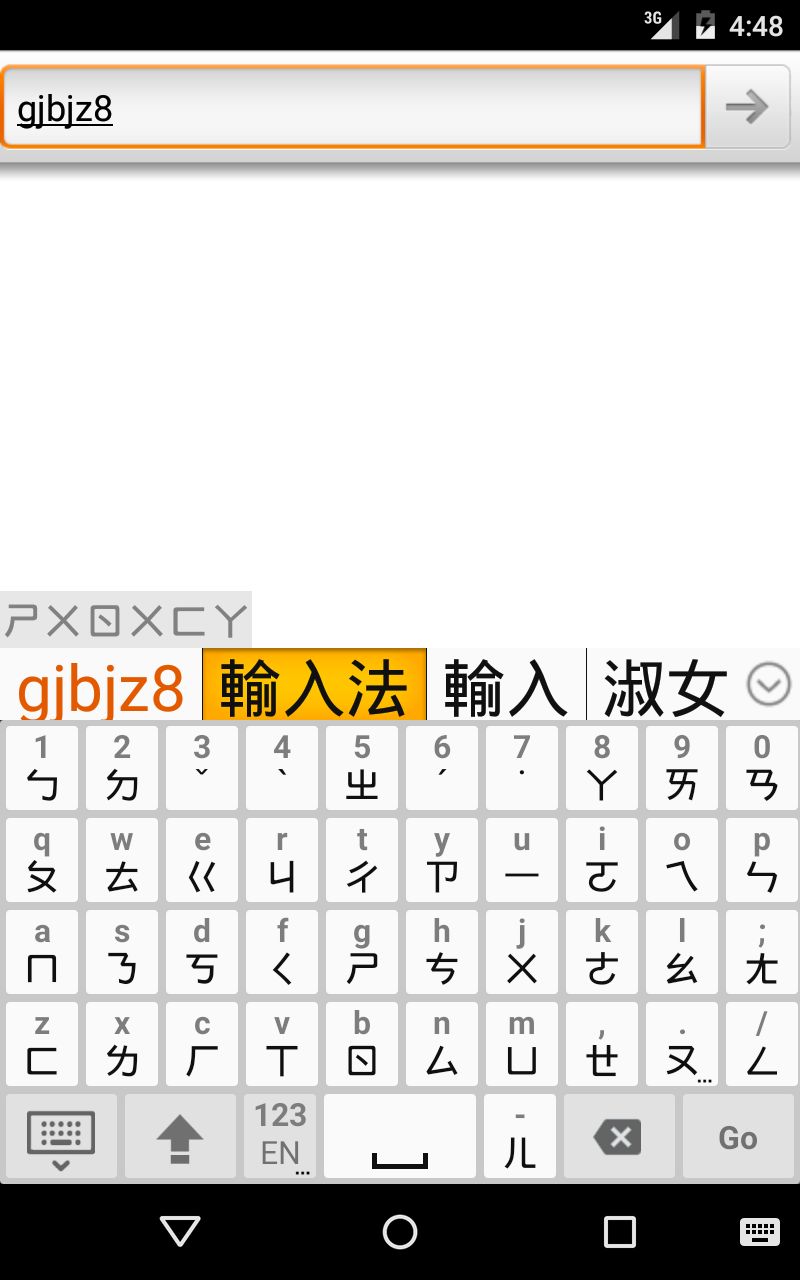 3G 4:48
gjbjz8
ㄕㄨㄖㄨㄈㄚ
gjbjz8 輸入法 輸入 淑女
1 2 3 4 5 6 7 8 9 0
ㄅ ㄉ ˇ ˋ ㄓ ˊ ˙ ㄚ ㄞ ㄢ
q w e r t y u i o p
ㄆ ㄊ ㄍ ㄐ ㄔ ㄗ ㄧ ㄛ ㄟ ㄣ
a s d f g h j k l ;
ㄇ ㄋ ㄎ ㄑ ㄕ ㄘ ㄨ ㄜ ㄠ ㄤ
z x c v b n m , . /
ㄈ ㄌ ㄏ ㄒ ㄖ ㄙ ㄩ ㄝ ㄡ... ㄥ
123 -
EN... ㄦ Go